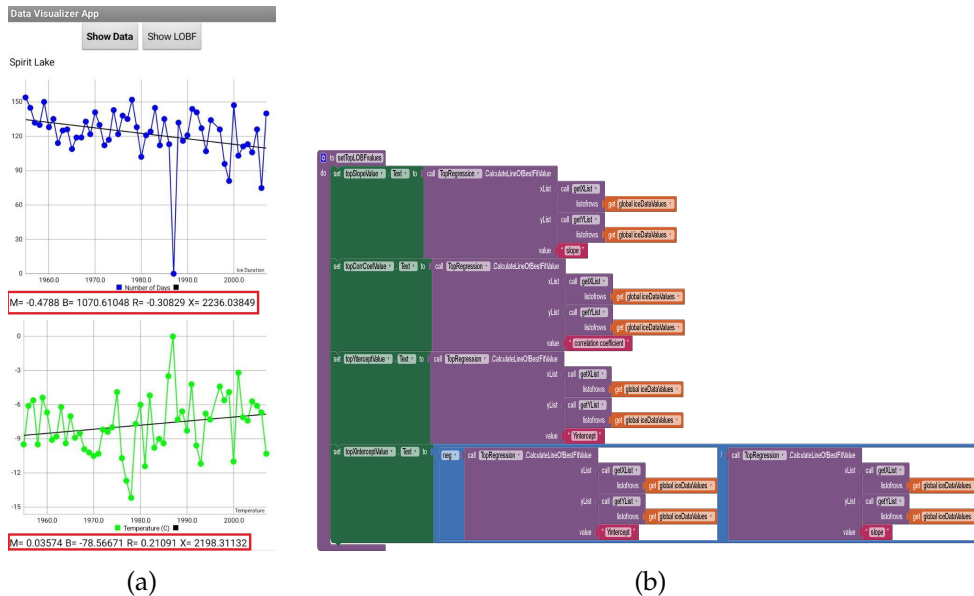 Data Visualizer App
Show Data Show LOBF
Spirit Lake
150
120
90
60
30
0
Ice Duration
1960.0 1970.0 1980.0 1990.0 2000.0
Number of Days
M= -0.4788 B= 1070.61048 R= -0.30829 X= 2236.03849
0
-3
-6
-9
-12
-15
Temperature
1960.0 1970.0 1980.0 1990.0 2000.0
Temperature (C)
M= 0.03574 B= -78.56671 R= 0.21091 X= 2198.31132
(a)
to setTopLOBFvalues
do set topSlopeValue . Text to call TopRegression .CalculateLineOfBestFitValue
xList call getXList
listofrows get global iceDataValues
yList call getYList
listofrows get global iceDataValues
value " slope "
set topCorrCoefValue . Text to call TopRegression .CalculateLineOfBestFitValue
xList call getXList
listofrows get global iceDataValues
yList call getYList
listofrows get global iceDataValues
value " correlation coefficient "
set topYIterceptValue . Text to call TopRegression .CalculateLineOfBestFitValue
xList call getXList
listofrows get global iceDataValues
yList call getYList
listofrows get global iceDataValues
value " Yintercept "
set topXInterceptValue . Text to neg call TopRegression .CalculateLineOfBestFitValue / call TopRegression .CalculateLineOfBestFitValue
xList call getXList xList call getXList
listofrows get global iceDataValues listofrows get global iceDataValues
yList call getYList yList call getYList
listofrows get global iceDataValues listofrows get global iceDataValues
value " Yintercept " value " slope "
(b)